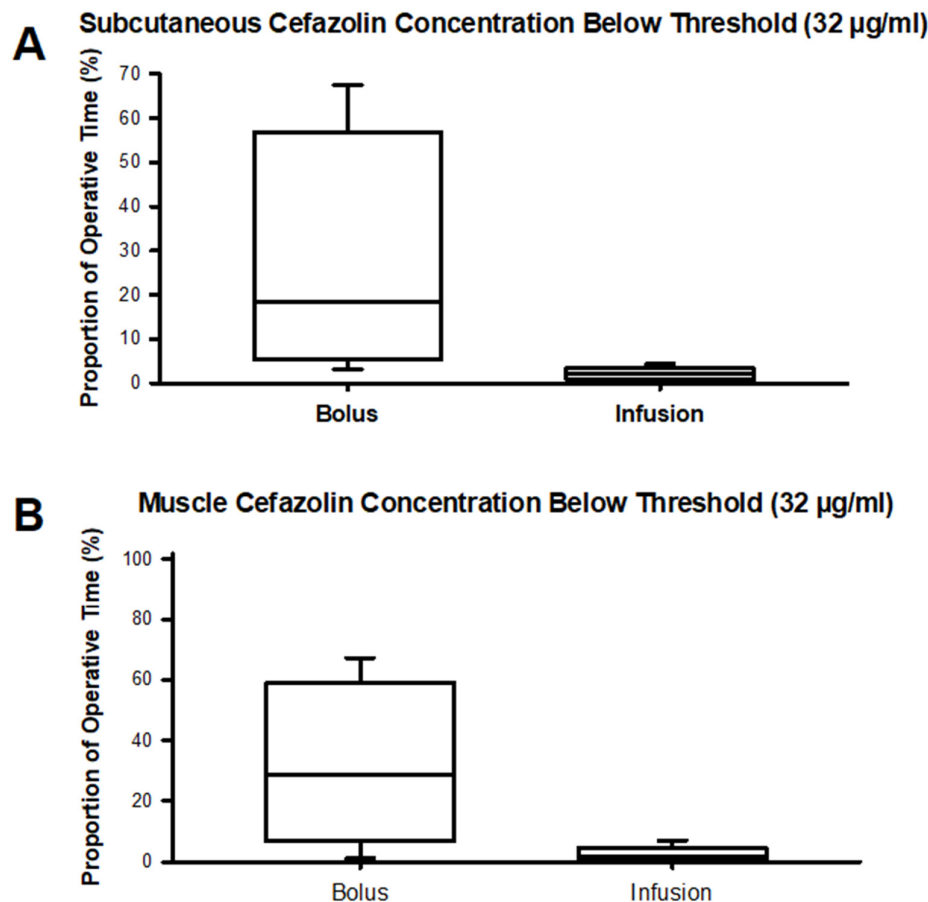 A
Subcutaneous Cefazolin Concentration Below Threshold (32 µg/ml)
Proportion of Operative Time (%)
70
60
50
40
30
20
10
0
Bolus
Infusion
B
Muscle Cefazolin Concentration Below Threshold (32 µg/ml)
Proportion of Operative Time (%)
100
80
60
40
20
0
Bolus
Infusion